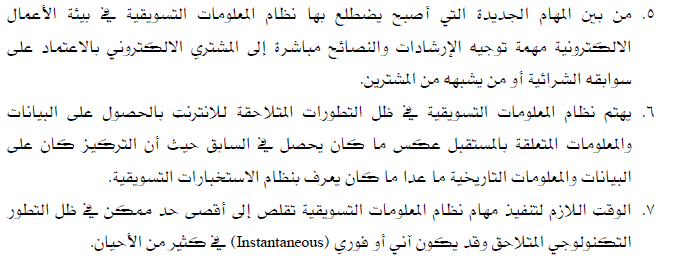 ٥. من بين المهام الجديدة التي أصبح يضطلع بها نظام المعلومات التسويقية في بيئة الأعمال
الالكترونية مهمة توجيه الإرشادات والنصائح مباشرة إلى المشتري الالكتروني بالاعتماد على
سوابقه الشرائية أو من يشبهه من المشترين.
٦. يهتم نظام المعلومات التسويقية في ظل التطورات المتلاحقة للانترنت بالحصول على البيانات
والمعلومات المتعلقة بالمستقبل عكس ما كان يحصل في السابق حيث أن التركيز كان على
البيانات والمعلومات التاريخية ما عدا ما كان يعرف بنظام الاستخبارات التسويقية.
٧. الوقت اللازم لتنفيذ مهام نظام المعلومات التسويقية تقلص إلى أقصى حد ممكن في ظل التطور
التكنولوجي المتلاحق وقد يكون آني أو فوري (Instantaneous) في كثير من الأحيان.